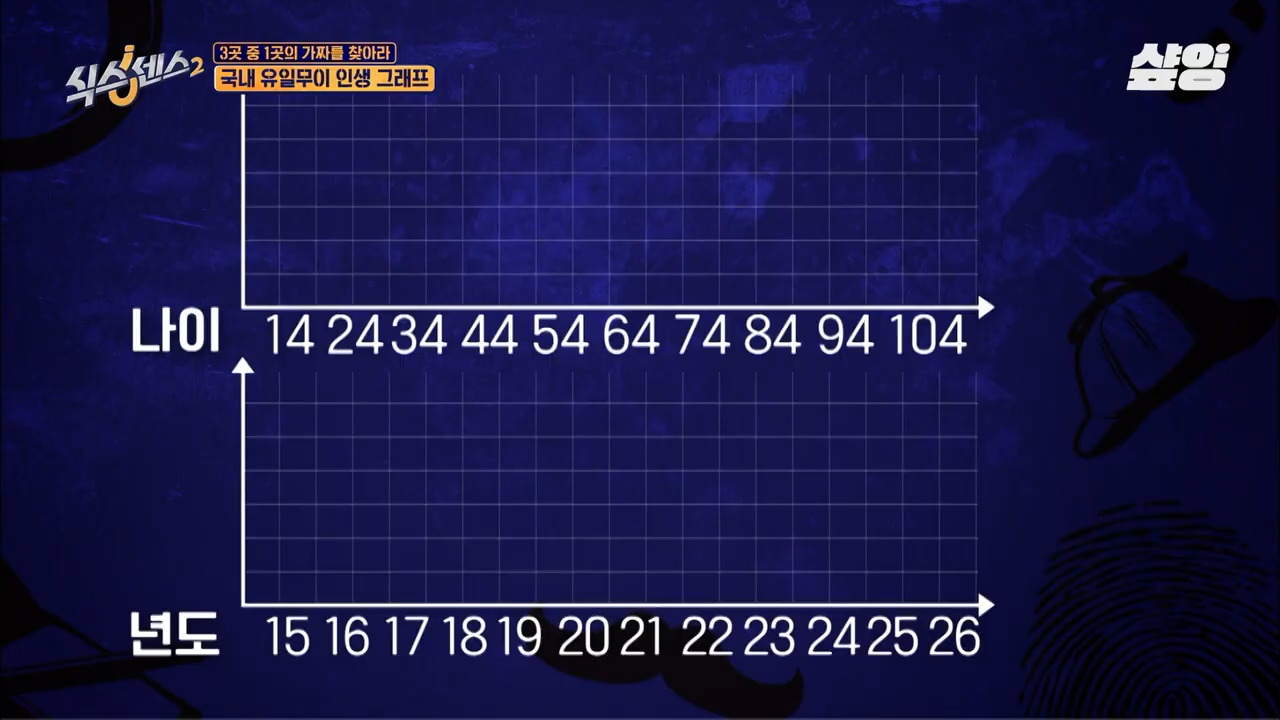 식스센스2
3곳 중 1곳의 가짜를 찾아라
국내 유일무이 인생 그래프
샾잉
나이 14 24 34 44 54 64 74 84 94 104
년도 15 16 17 18 19 20 21 22 23 24 25 26